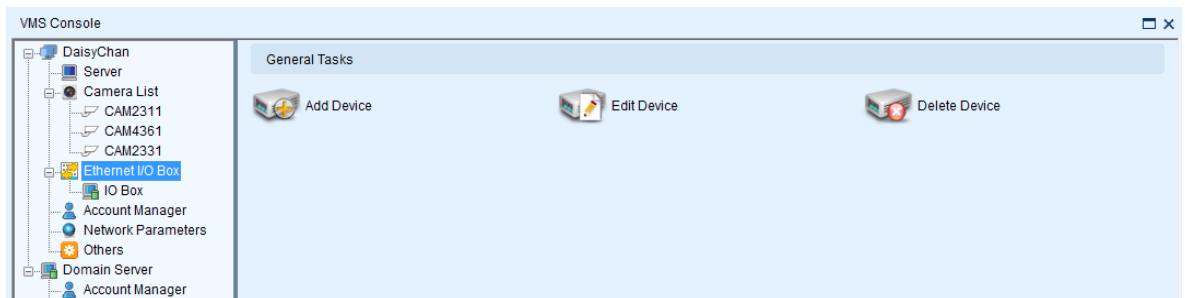 VMS Console
DaisyChan
Server
Camera List
CAM2311
CAM4361
CAM2331
Ethernet I/O Box
IO Box
Account Manager
Network Parameters
Others
Domain Server
Account Manager
General Tasks
Add Device
Edit Device
Delete Device